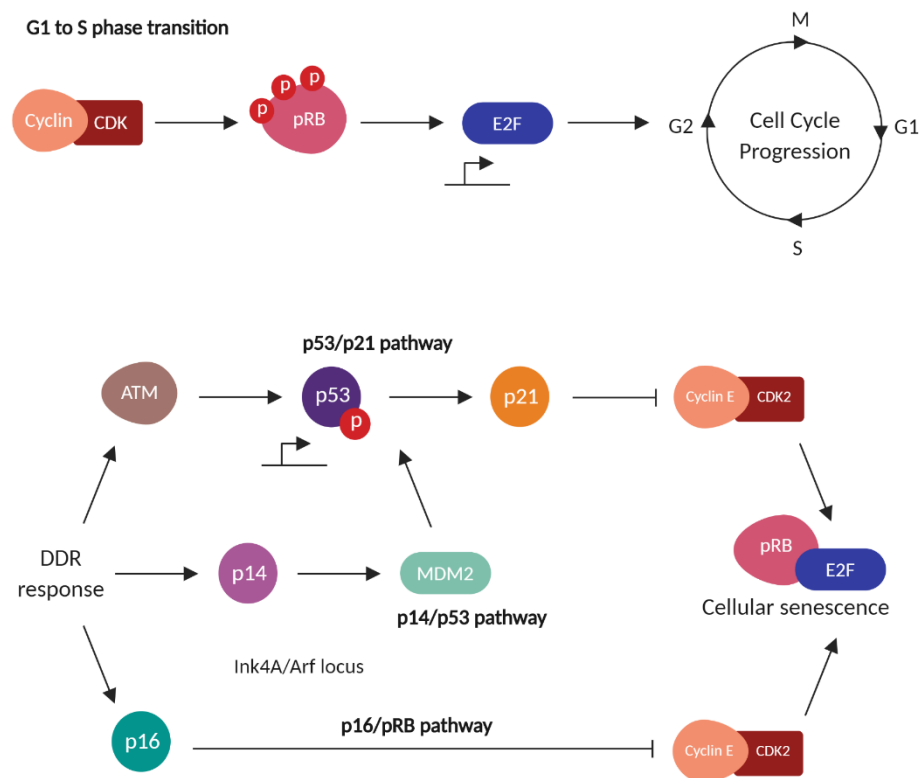 G1 to S phase transition
Cyclin
CDK
p
p
p
pRB
E2F
M
G2
Cell Cycle
Progression
G1
S
p53/p21 pathway
ATM
p53
p
p21
Cyclin E
CDK2
DDR
response
p14
MDM2
p14/p53 pathway
pRB
E2F
Cellular senescence
Ink4A/Arf locus
p16
p16/pRB pathway
Cyclin E
CDK2